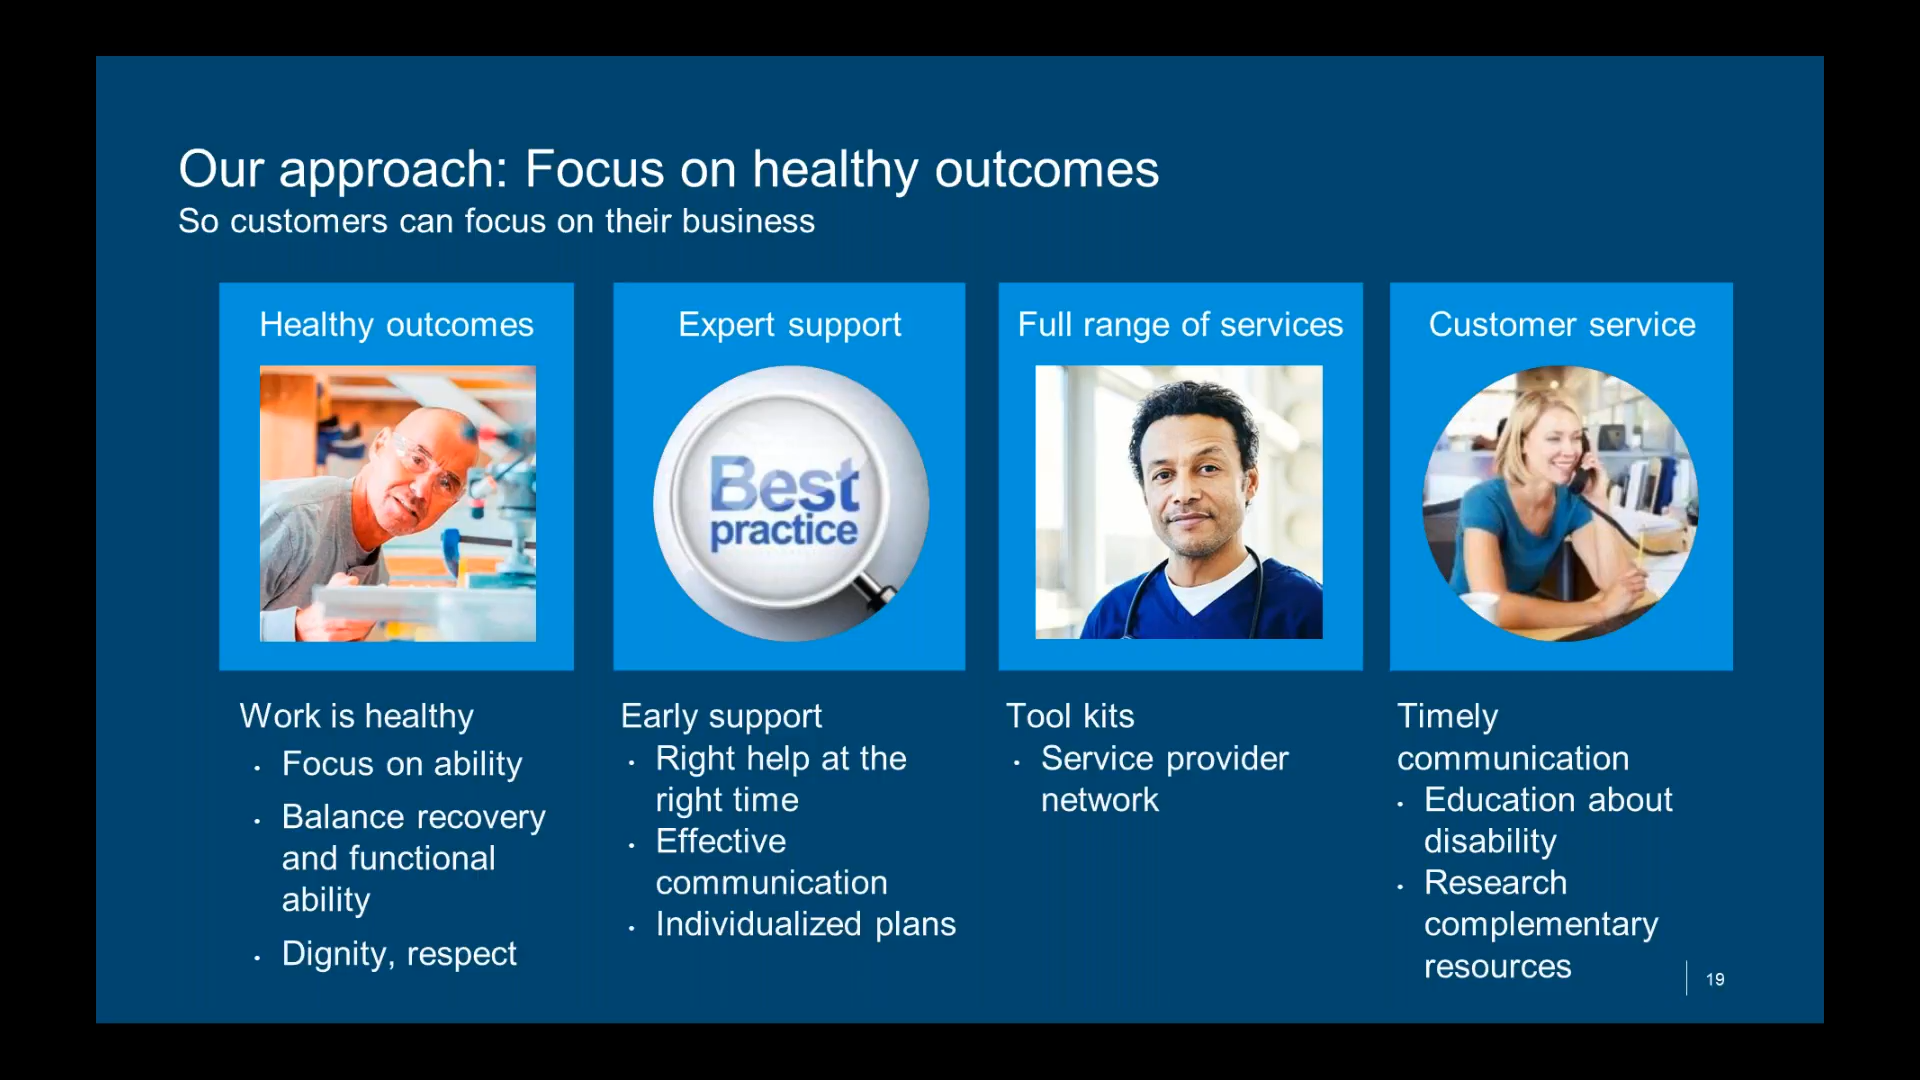 Our approach: Focus on healthy outcomes
So customers can focus on their business
Healthy outcomes
Expert support
Full range of services
Customer service
Best
practice
Work is healthy
• Focus on ability
• Balance recovery
and functional
ability
• Dignity, respect
Early support
• Right help at the
right time
• Effective
communication
• Individualized plans
Tool kits
• Service provider
network
Timely
communication
• Education about
disability
• Research
complementary
resources
19